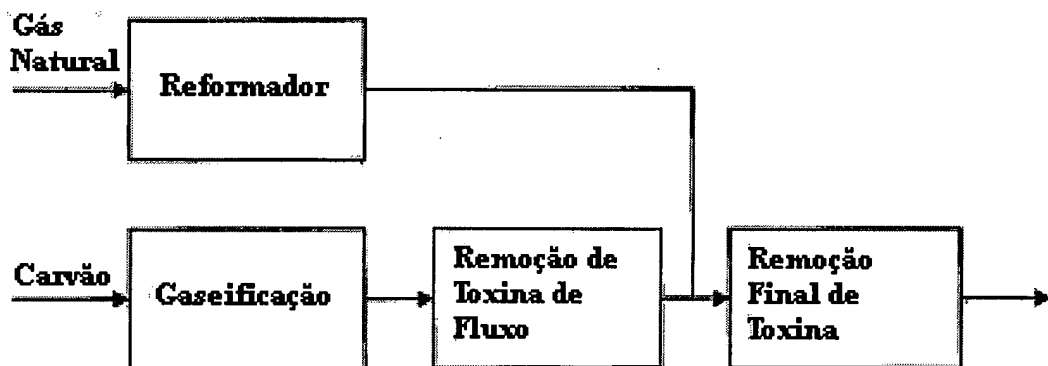 Gás
Natural
Reformador
Carvão
Gaseificação
Remoção de
Toxina de
Fluxo
Remoção
Final de
Toxina